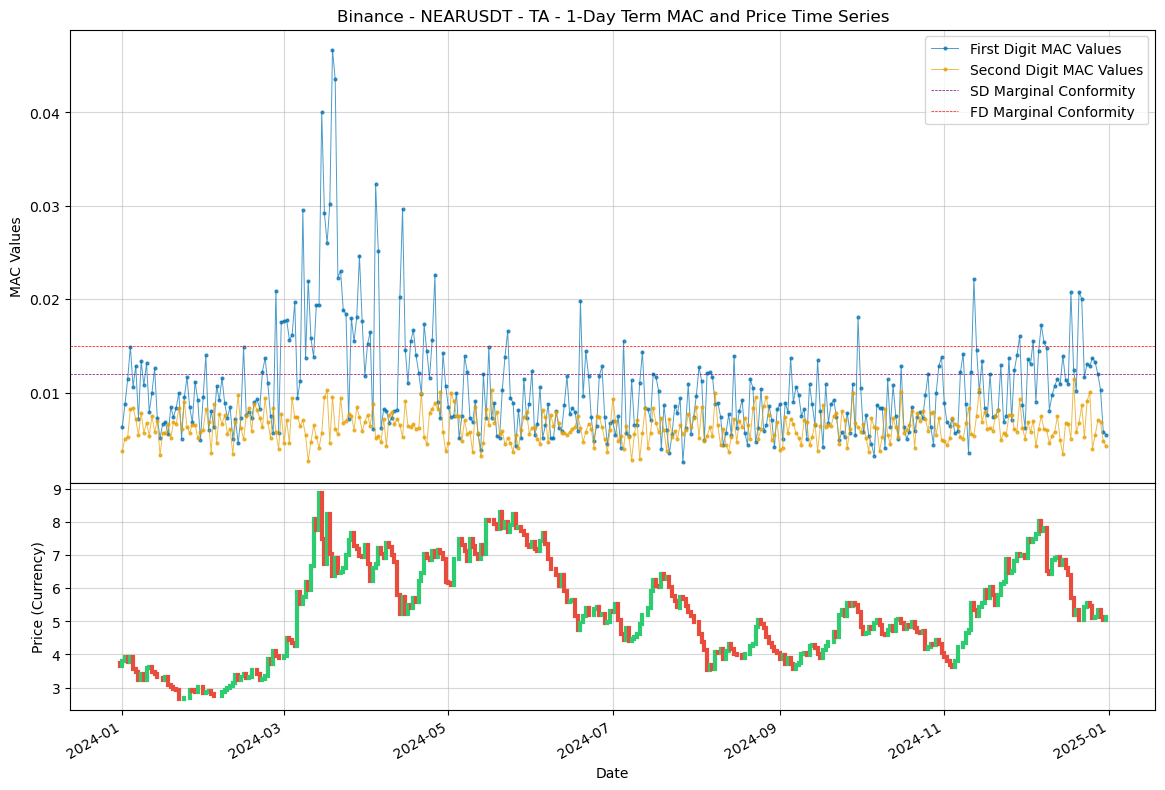 Binance - NEARUSDT - TA - 1-Day Term MAC and Price Time Series
First Digit MAC Values
Second Digit MAC Values
SD Marginal Conformity
FD Marginal Conformity
0.04
0.03
0.02
0.01
MAC Values
9
8
7
6
5
4
3
Price (Currency)
2024-01
2024-03
2024-05
2024-07
2024-09
2024-11
2025-01
Date